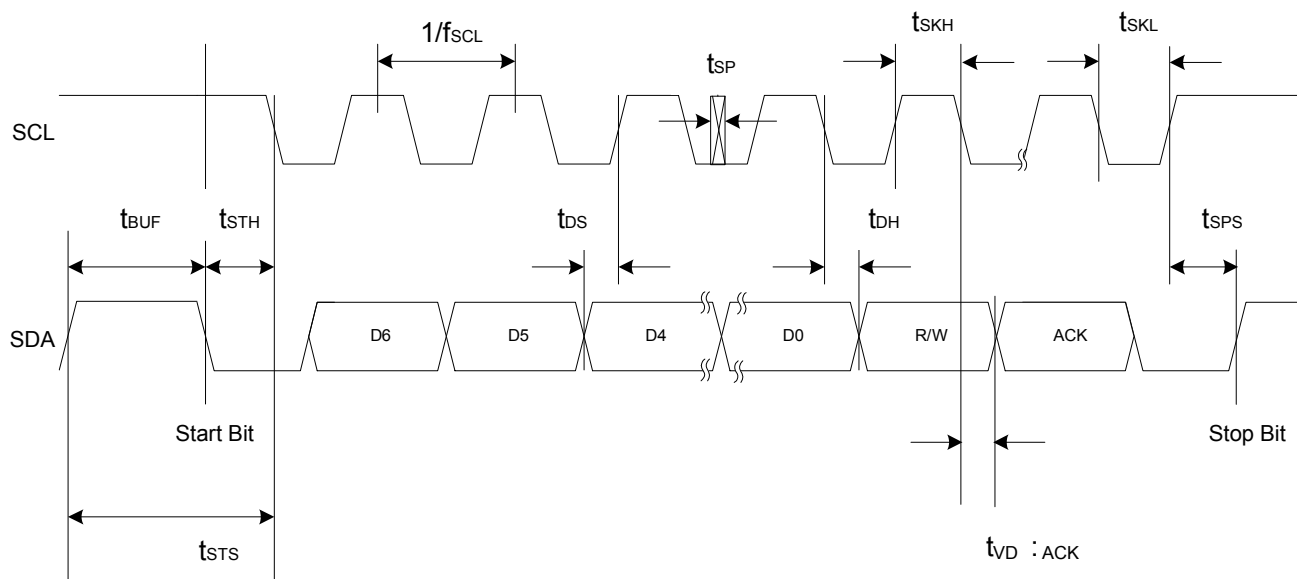 1/fSCL
tSKH
tSKL
tSP
SCL
tBUF
tSTH
tDS
tDH
tSPS
SDA
D6
D5
D4
D0
R/W
ACK
Start Bit
Stop Bit
tSTS
tVD : ACK